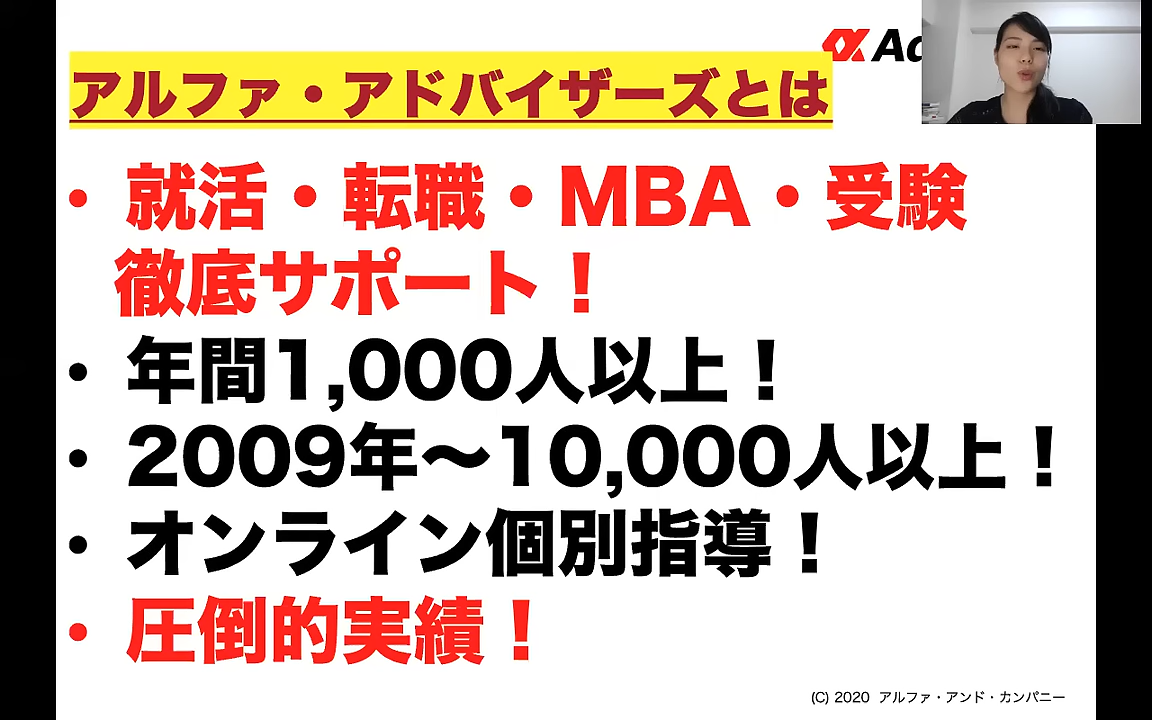 アルファ・アドバイザーズとは
・就活・転職・MBA・受験
徹底サポート！
・年間1,000人以上！
・2009年〜10,000人以上！
・オンライン個別指導！
・圧倒的実績！
(C) 2020 アルファ・アンド・カンパニー